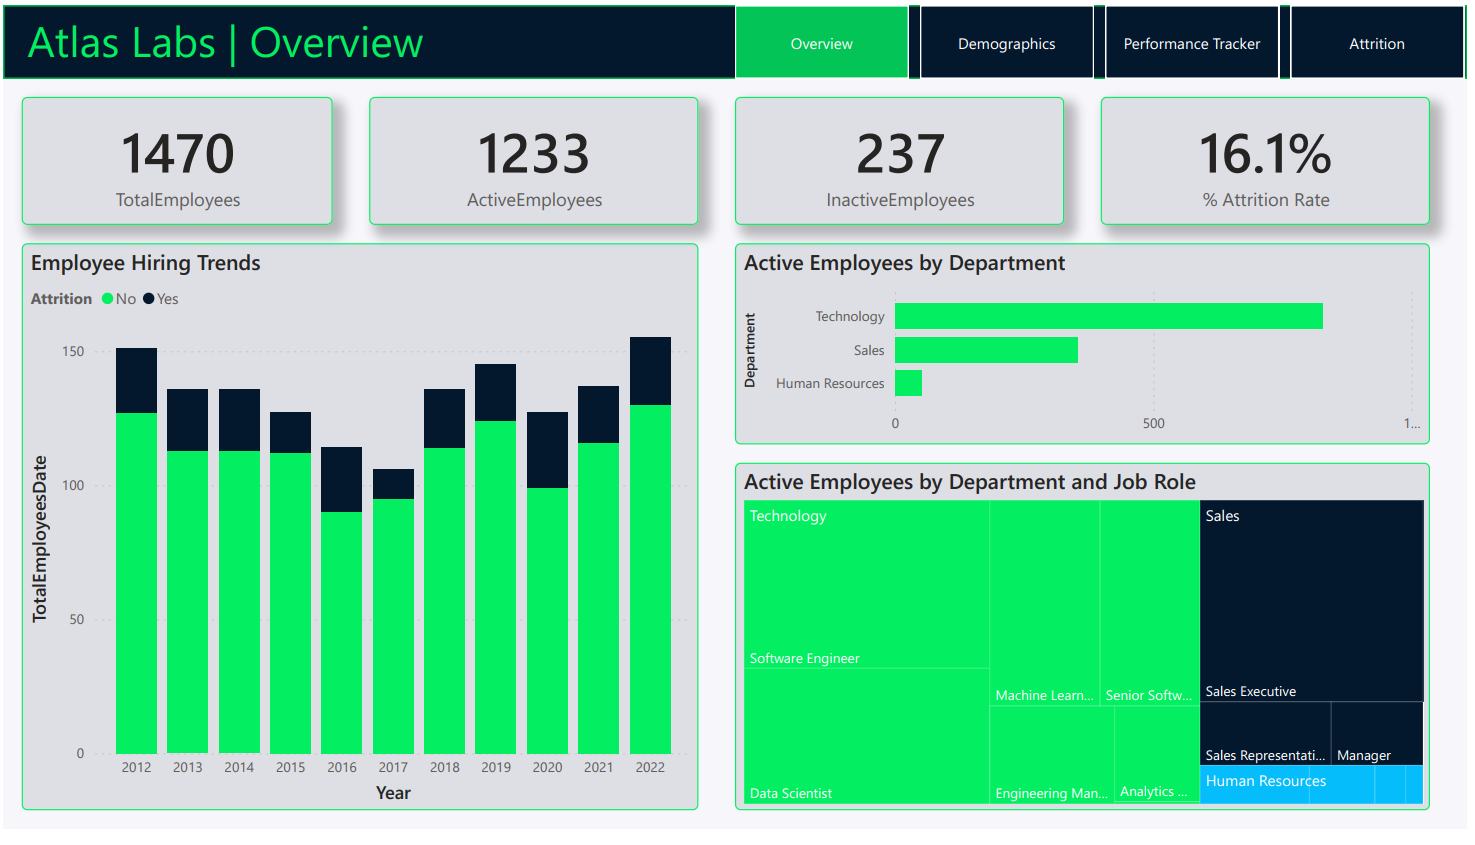 Atlas Labs | Overview
Overview
Demographics
Performance Tracker
Attrition
1470
TotalEmployees
1233
ActiveEmployees
237
InactiveEmployees
16.1%
% Attrition Rate
Employee Hiring Trends
Attrition No Yes
TotalEmployeesDate
150
100
50
0
2012 2013 2014 2015 2016 2017 2018 2019 2020 2021 2022
Year
Active Employees by Department
Department
Technology
Sales
Human Resources
0 500 1...
Active Employees by Department and Job Role
Technology
Software Engineer
Data Scientist
Machine Learn...
Senior Softw...
Engineering Man...
Analytics ...
Sales
Sales Executive
Sales Representati...
Manager
Human Resources